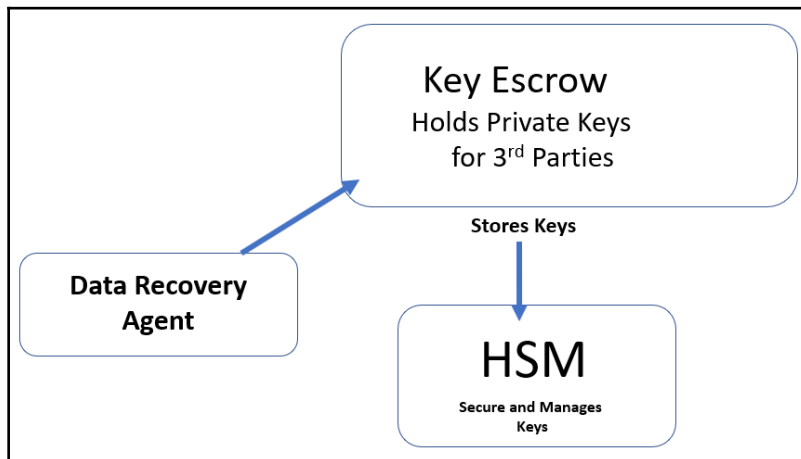 Key Escrow
Holds Private Keys
for 3rd Parties
Stores Keys
Data Recovery
Agent
HSM
Secure and Manages
Keys